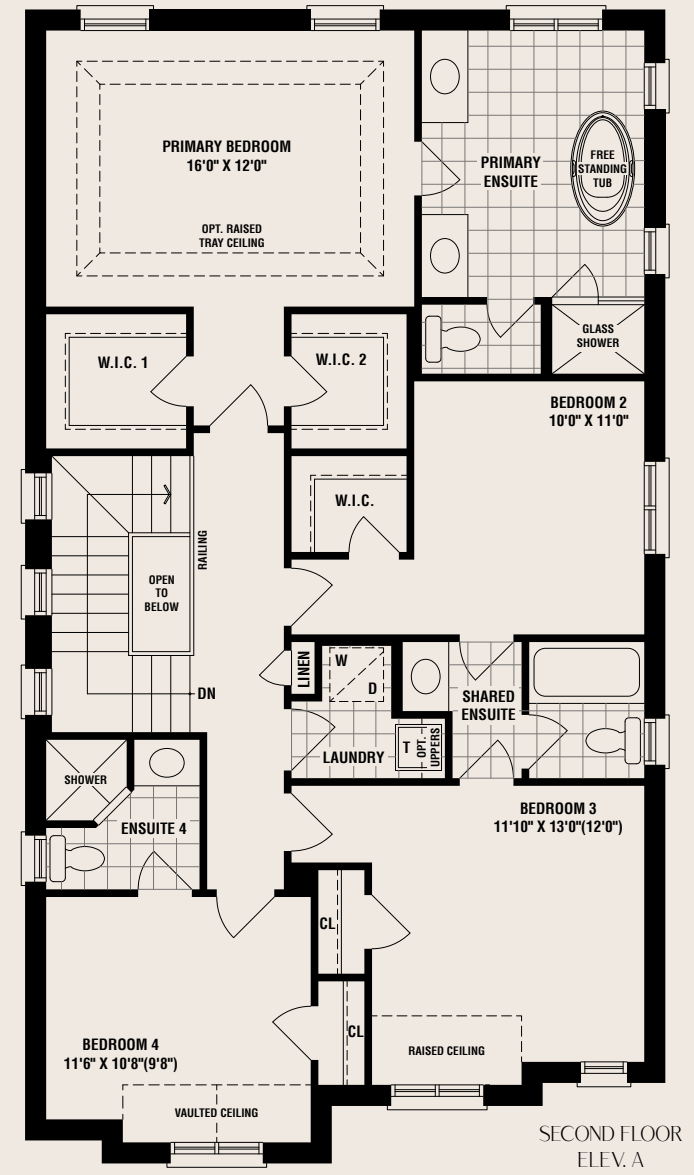 PRIMARY BEDROOM
16'0" X 12'0"
OPT. RAISED
TRAY CEILING
PRIMARY
ENSUITE
FREE
STANDING
TUB
GLASS
SHOWER
W.I.C. 1
W.I.C. 2
BEDROOM 2
10'0" X 11'0"
W.I.C.
RAILING
OPEN
TO
BELOW
DN
LINEN
W
D
SHARED
ENSUITE
LAUNDRY
T
OPT.
UPPERS
SHOWER
ENSUITE 4
BEDROOM 3
11'10" X 13'0"(12'0")
CL
CL
BEDROOM 4
11'6" X 10'8"(9'8")
RAISED CEILING
VAULTED CEILING
SECOND FLOOR
ELEV. A